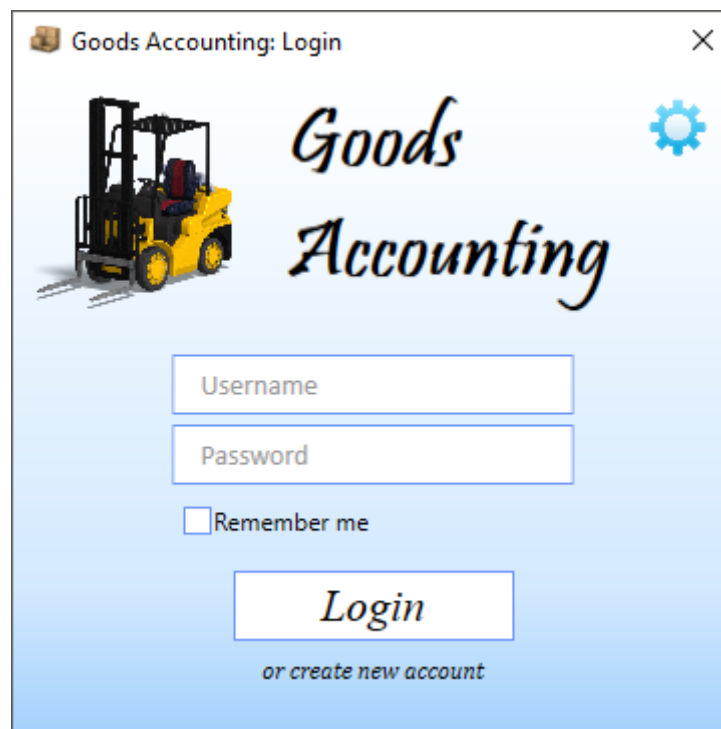 Goods Accounting: Login
Goods
Accounting
Username
Password
Remember me
Login
or create new account